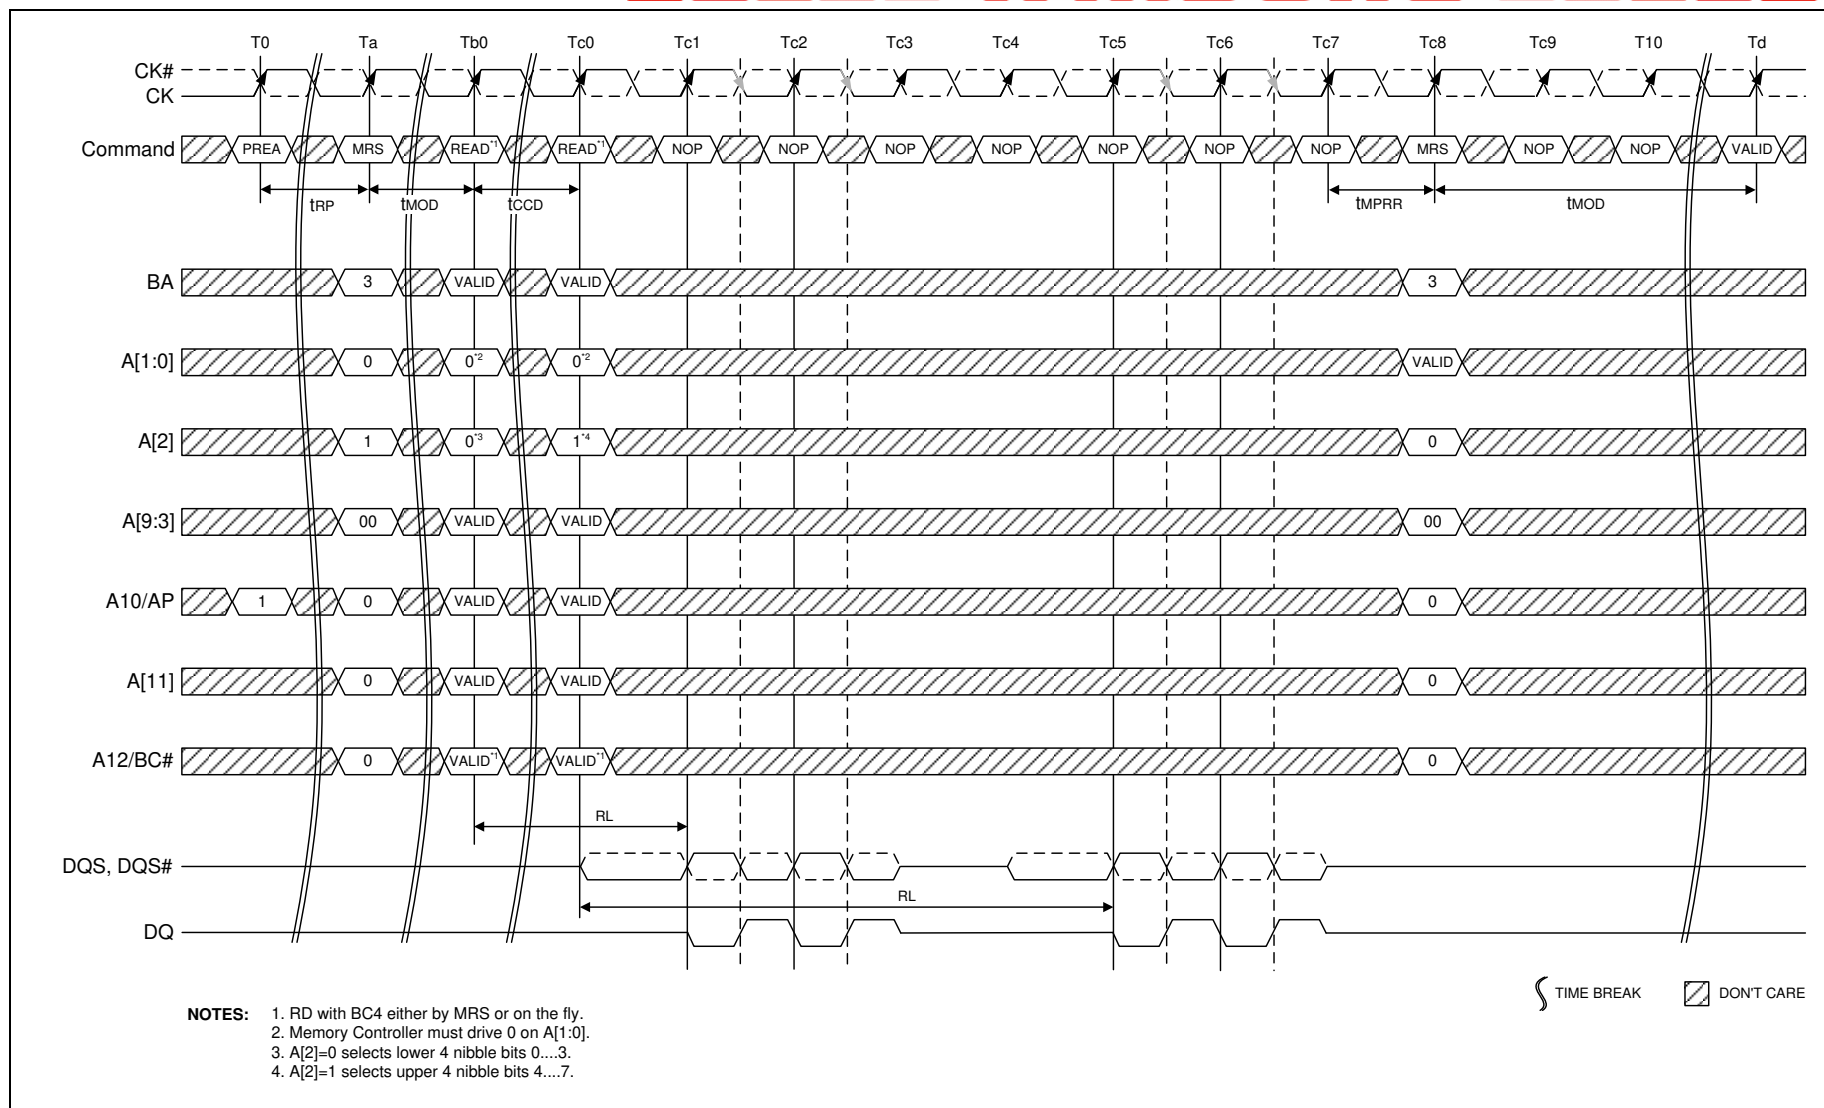 T0 Ta Tb0 Tc0 Tc1 Tc2 Tc3 Tc4 Tc5 Tc6 Tc7 Tc8 Tc9 T10 Td
CK#
CK
Command PREA MRS READ*1 READ*1 NOP NOP NOP NOP NOP NOP NOP MRS NOP NOP VALID
tRP tMOD tCCD tMPRR tMOD
BA 3 VALID VALID 3
A[1:0] 0 0*2 0*2 VALID
A[2] 1 0*3 1*4 0
A[9:3] 00 VALID VALID 00
A10/AP 1 0 VALID VALID 0
A[11] 0 VALID VALID 0
A12/BC# 0 VALID*1 VALID*1 0
RL
DQS, DQS#
RL
DQ
TIME BREAK DON'T CARE
NOTES: 1. RD with BC4 either by MRS or on the fly.
2. Memory Controller must drive 0 on A[1:0].
3. A[2]=0 selects lower 4 nibble bits 0....3.
4. A[2]=1 selects upper 4 nibble bits 4....7.